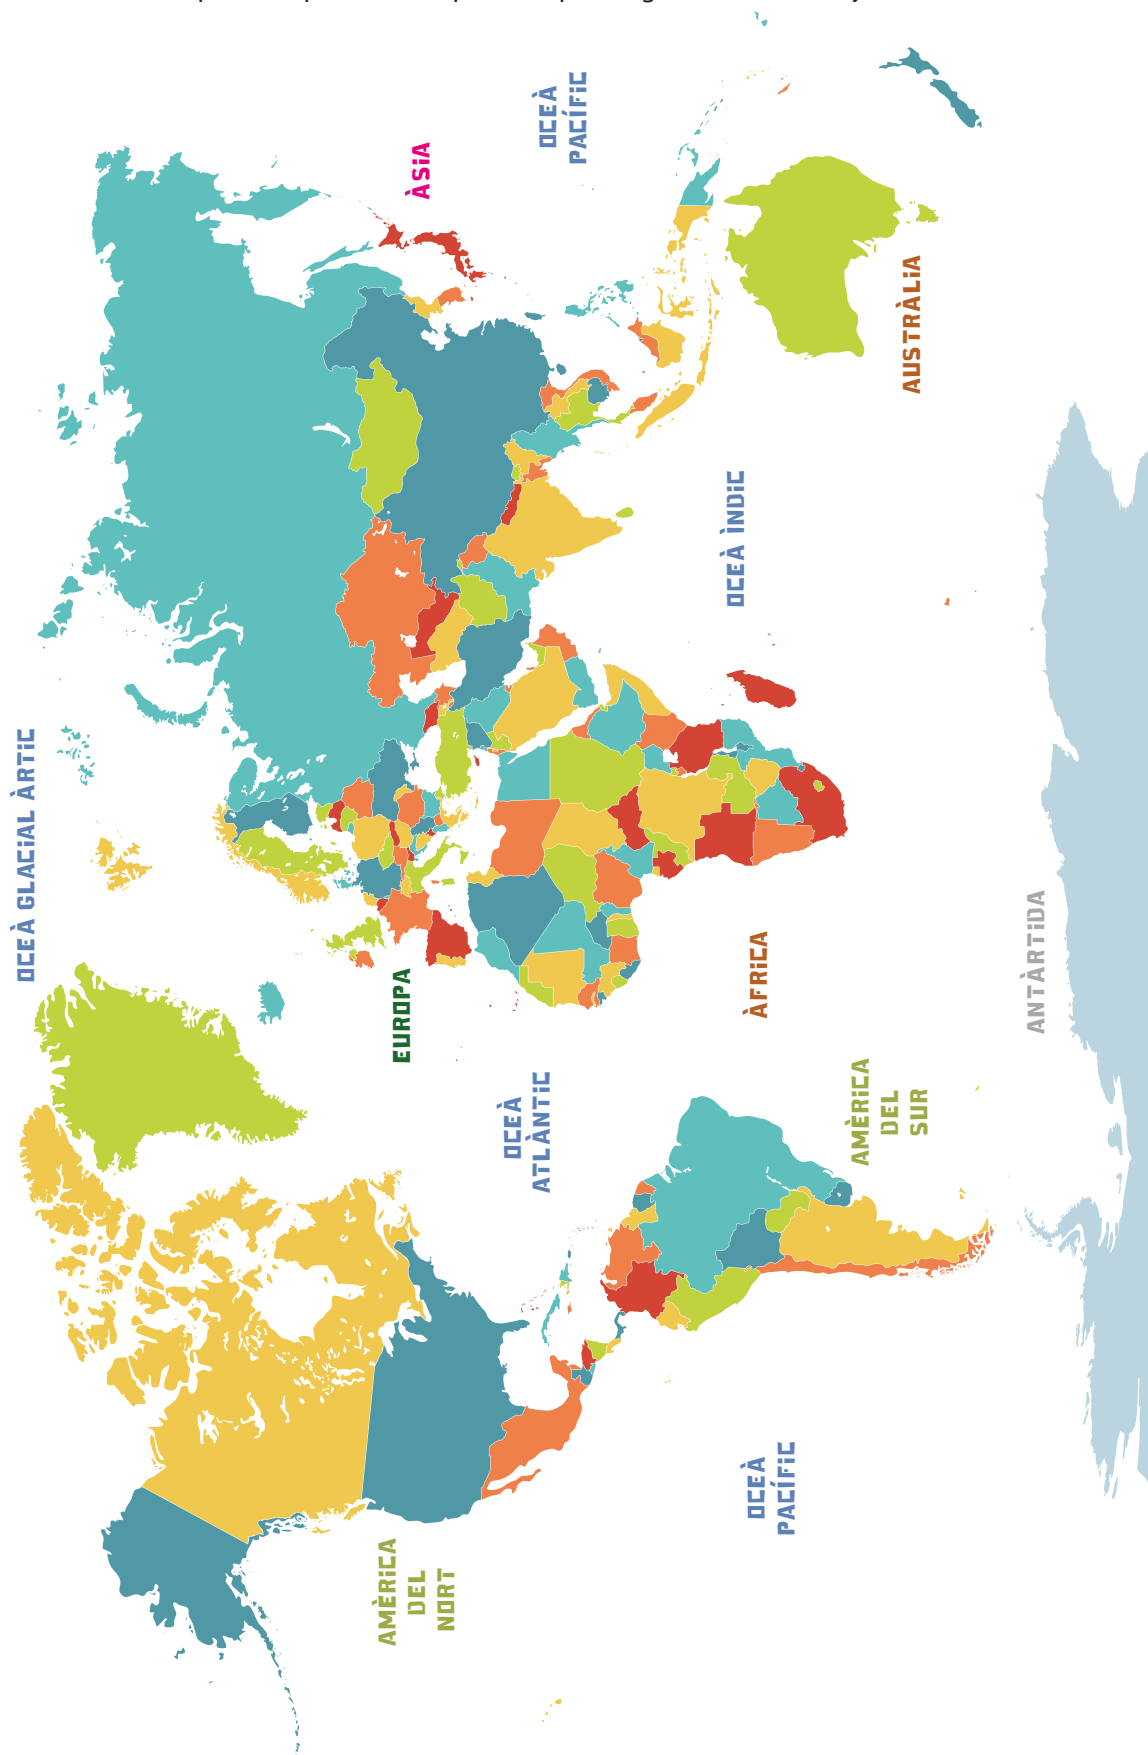 OCEÀ GLACIAL ÀRTIC
AMÈRICA
DEL
NORT
EUROPA
ÀSIA
OCEÀ
ATLÀNTIC
OCEÀ
PACÍFIC
OCEÀ
PACÍFIC
OCEÀ ÌNDIC
ÀFRICA
AMÈRICA
DEL
SUR
AUSTRÀLIA
ANTÀRTIDA